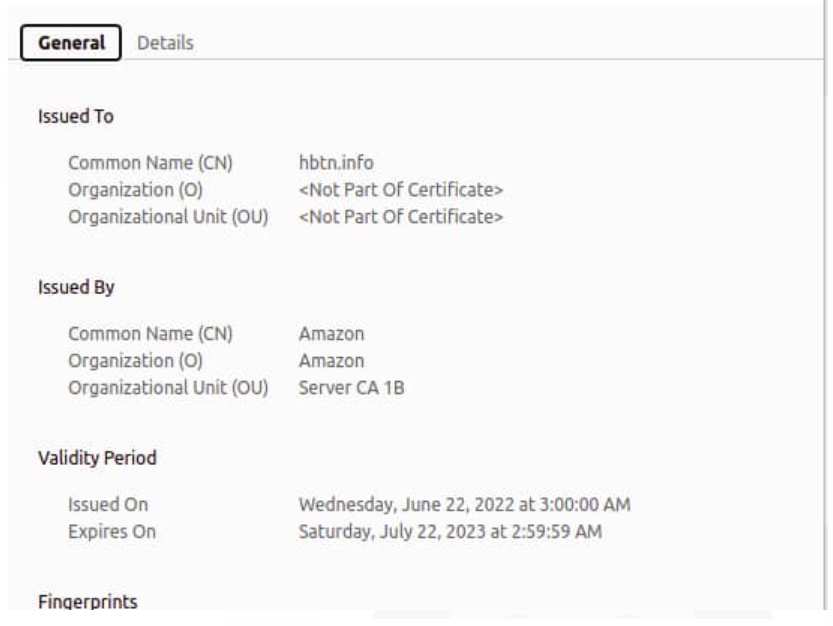 General Details
Issued To
Common Name (CN) hbtn.info
Organization (O) <Not Part Of Certificate>
Organizational Unit (OU) <Not Part Of Certificate>
Issued By
Common Name (CN) Amazon
Organization (O) Amazon
Organizational Unit (OU) Server CA 1B
Validity Period
Issued On Wednesday, June 22, 2022 at 3:00:00 AM
Expires On Saturday, July 22, 2023 at 2:59:59 AM
Fingerprints